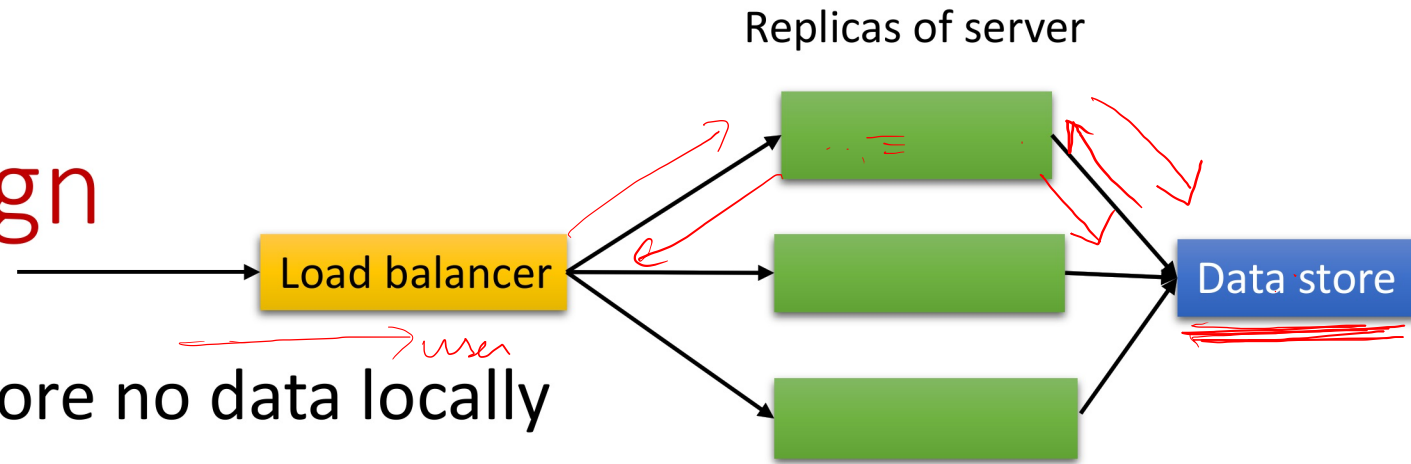 Replicas of server
gn
Load balancer
Data store
user
ore no data locally